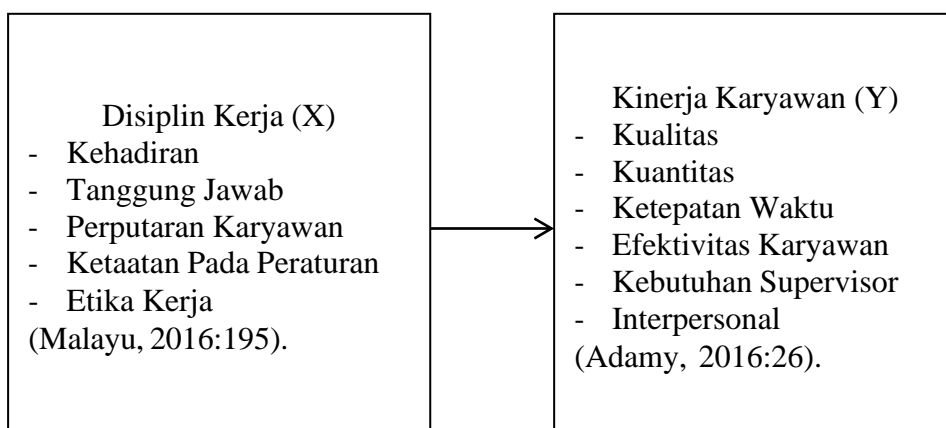 Disiplin Kerja (X)
- Kehadiran
- Tanggung Jawab
- Perputaran Karyawan
- Ketaatan Pada Peraturan
- Etika Kerja
(Malayu, 2016:195).
Kinerja Karyawan (Y)
- Kualitas
- Kuantitas
- Ketepatan Waktu
- Efektivitas Karyawan
- Kebutuhan Supervisor
- Interpersonal
(Adamy, 2016:26).